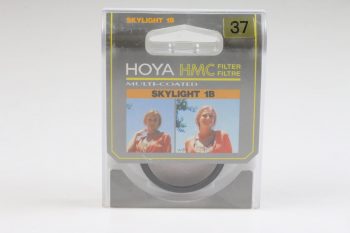 SKYLIGHT 1B
37
HOYA HMC FILTER
FILTRE
MULTI-COATED
SKYLIGHT 1B